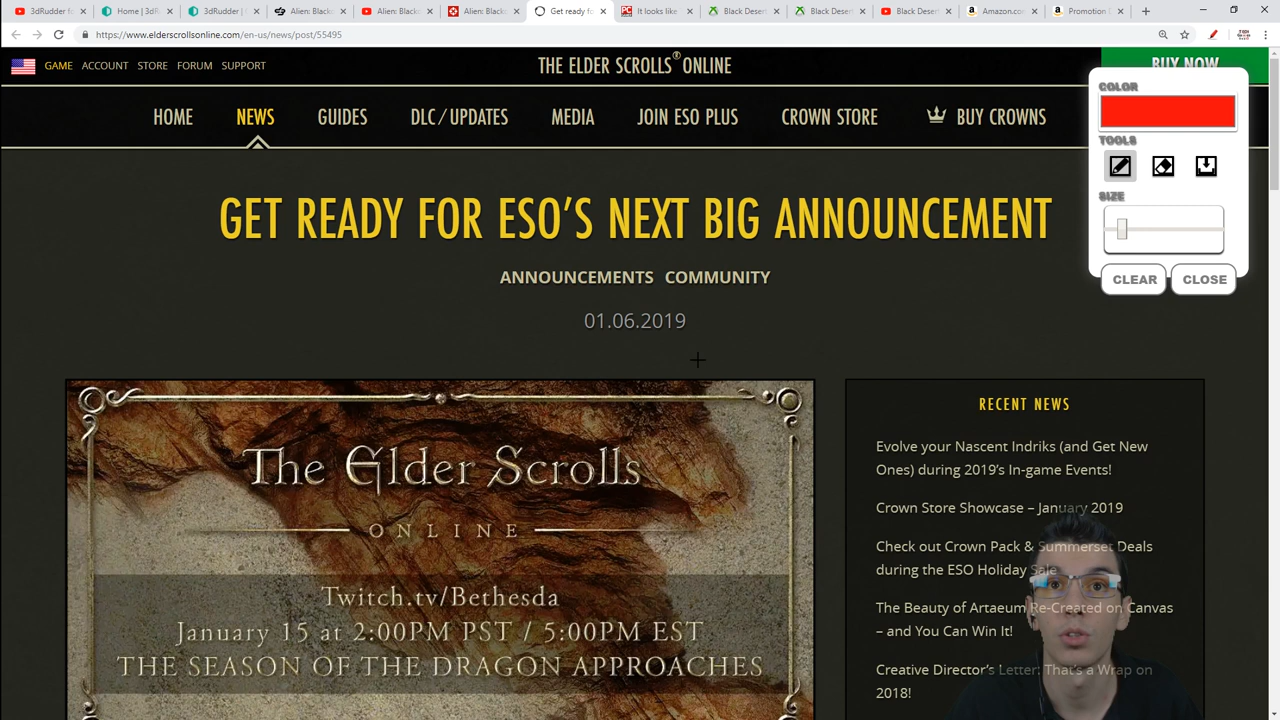 3dRudder fo
Home | 3dR
3dRudder | G
Alien: Blacko
Alien: Blacko
Alien: Blacko
Get ready fo
It looks like
Black Desert
Black Desert
Black Desert
Amazon.co
Promotion D
https://www.elderscrollsonline.com/en-us/news/post/55495
GAME ACCOUNT STORE FORUM SUPPORT
THE ELDER SCROLLS® ONLINE
BUY NOW
HOME NEWS GUIDES DLC/UPDATES MEDIA JOIN ESO PLUS CROWN STORE BUY CROWNS
COLOR
TOOLS
SIZE
CLEAR CLOSE
GET READY FOR ESO'S NEXT BIG ANNOUNCEMENT
ANNOUNCEMENTS COMMUNITY
01.06.2019
The Elder Scrolls
ONLINE
Twitch.tv/Bethesda
January 15 at 2:00PM PST / 5:00PM EST
THE SEASON OF THE DRAGON APPROACHES
RECENT NEWS
Evolve your Nascent Indriks (and Get New
Ones) during 2019's In-game Events!
Crown Store Showcase – January 2019
Check out Crown Pack & Summerset Deals
during the ESO Holiday Sale
The Beauty of Artaeum Re-Created on Canvas
– and You Can Win It!
Creative Director's Letter: That's a Wrap on
2018!